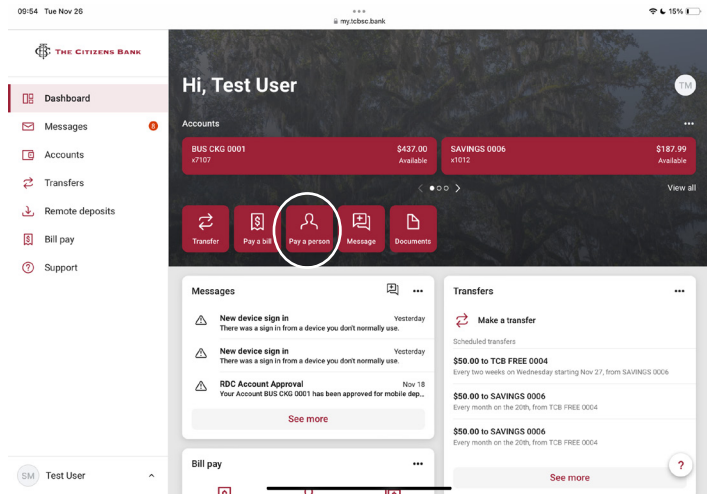 09:54 Tue Nov 26
my.tcbsc.bank
15%
THE CITIZENS BANK
Dashboard
Messages
8
Accounts
Transfers
Remote deposits
Bill pay
Support
SM Test User
Hi, Test User
TM
Accounts
BUS CKG 0001 $437.00
x7107 Available
SAVINGS 0006 $187.99
x1012 Available
View all
Transfer
Pay a bill
Pay a person
Message
Documents
Messages
New device sign in Yesterday
There was a sign in from a device you don't normally use.
New device sign in Yesterday
There was a sign in from a device you don't normally use.
RDC Account Approval Nov 18
Your Account BUS CKG 0001 has been approved for mobile dep...
See more
Bill pay
Transfers
Make a transfer
Scheduled transfers
$50.00 to TCB FREE 0004
Every two weeks on Wednesday starting Nov 27, from SAVINGS 0006
$50.00 to SAVINGS 0006
Every month on the 20th, from TCB FREE 0004
$50.00 to SAVINGS 0006
Every month on the 20th, from TCB FREE 0004
See more
?